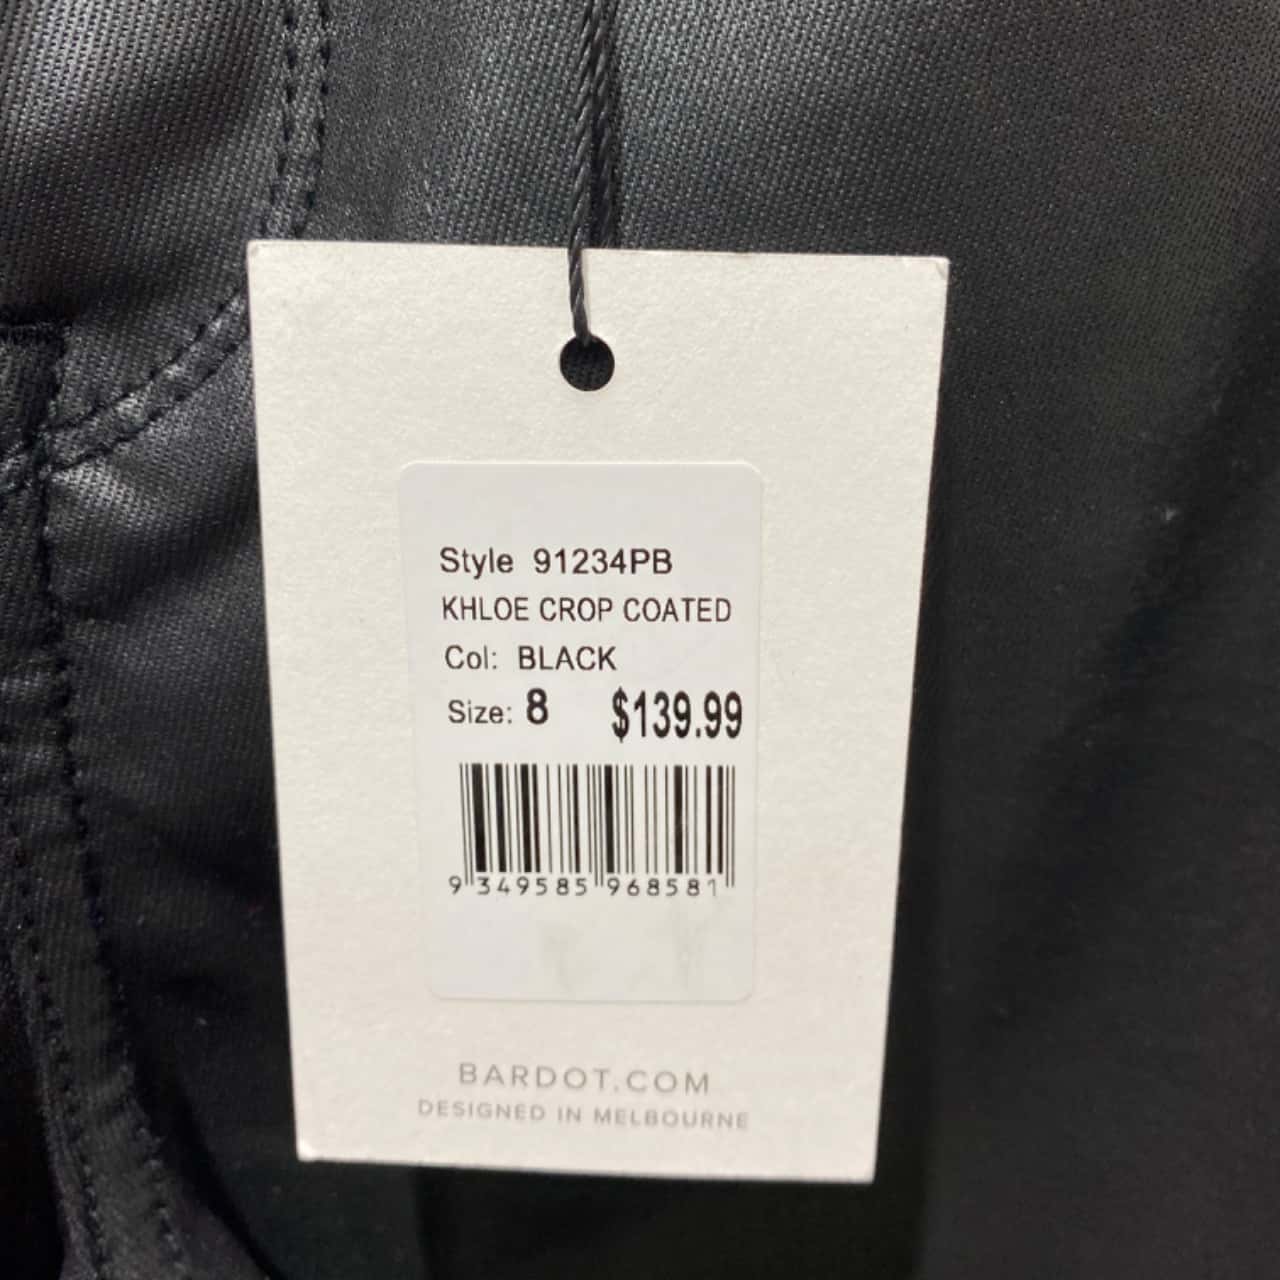 Style 91234PB
KHLOE CROP COATED
Col: BLACK
Size: 8 $139.99
9 349585 968581
BARDOT.COM
DESIGNED IN MELBOURNE